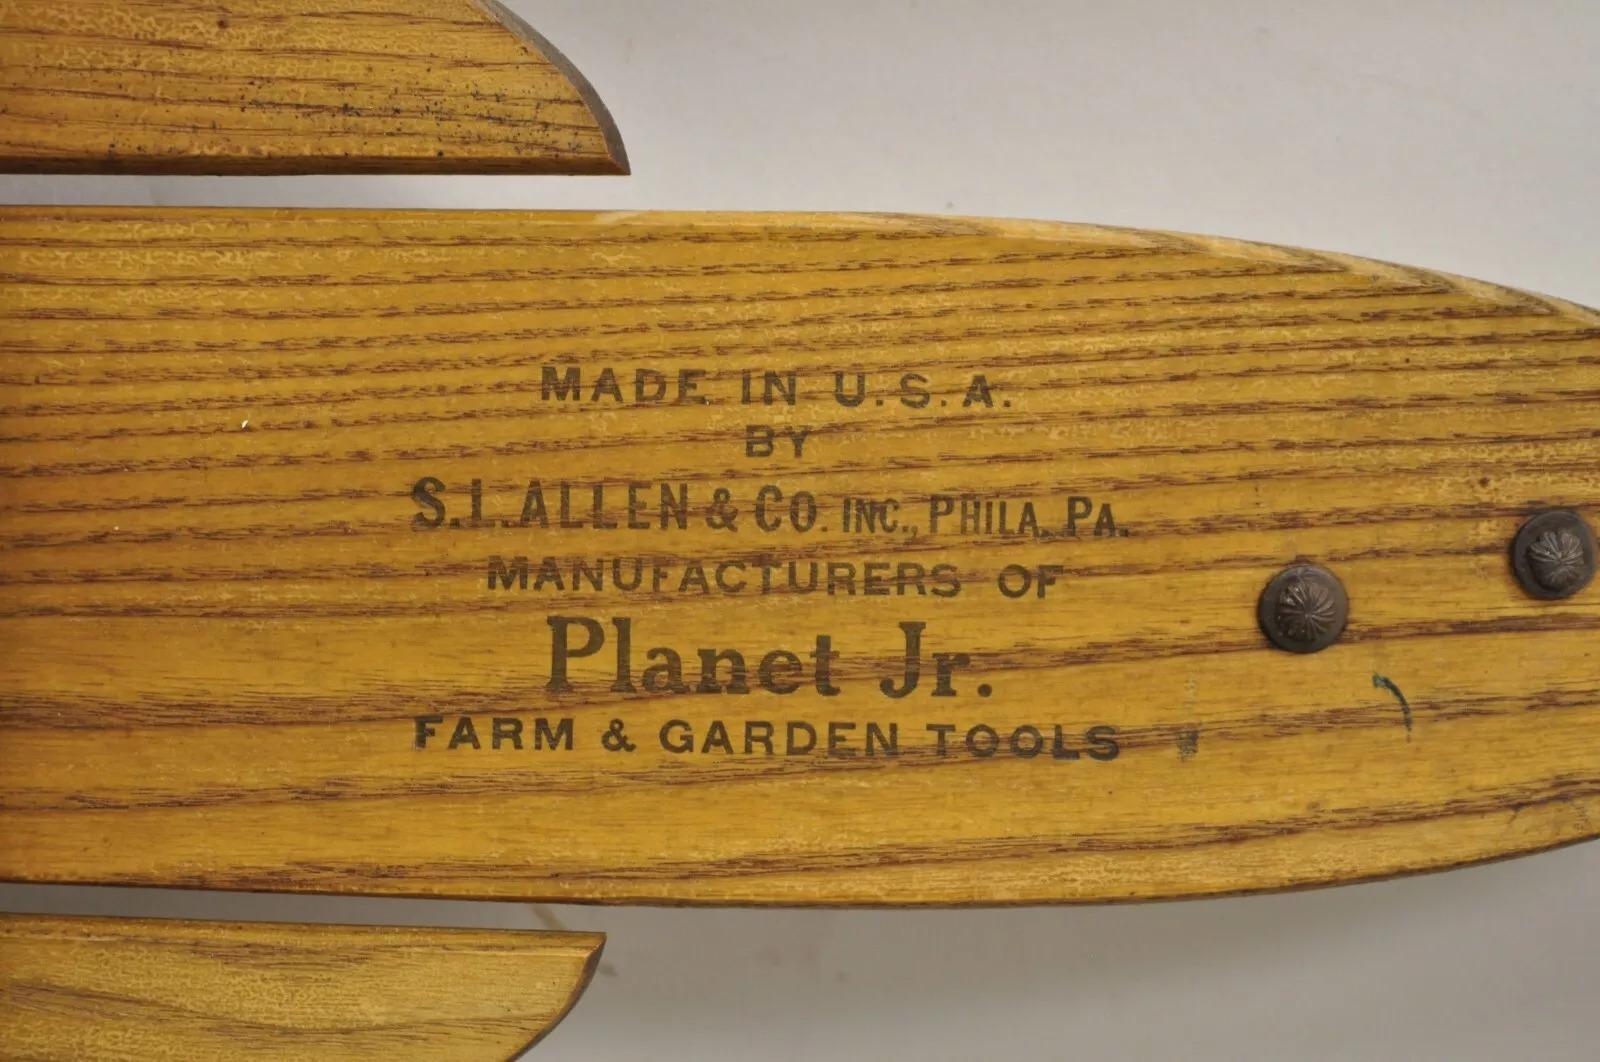 MADE IN U.S.A.
BY
S.L. ALLEN & CO. INC., PHILA. PA.
MANUFACTURERS OF
Planet Jr.
FARM & GARDEN TOOLS